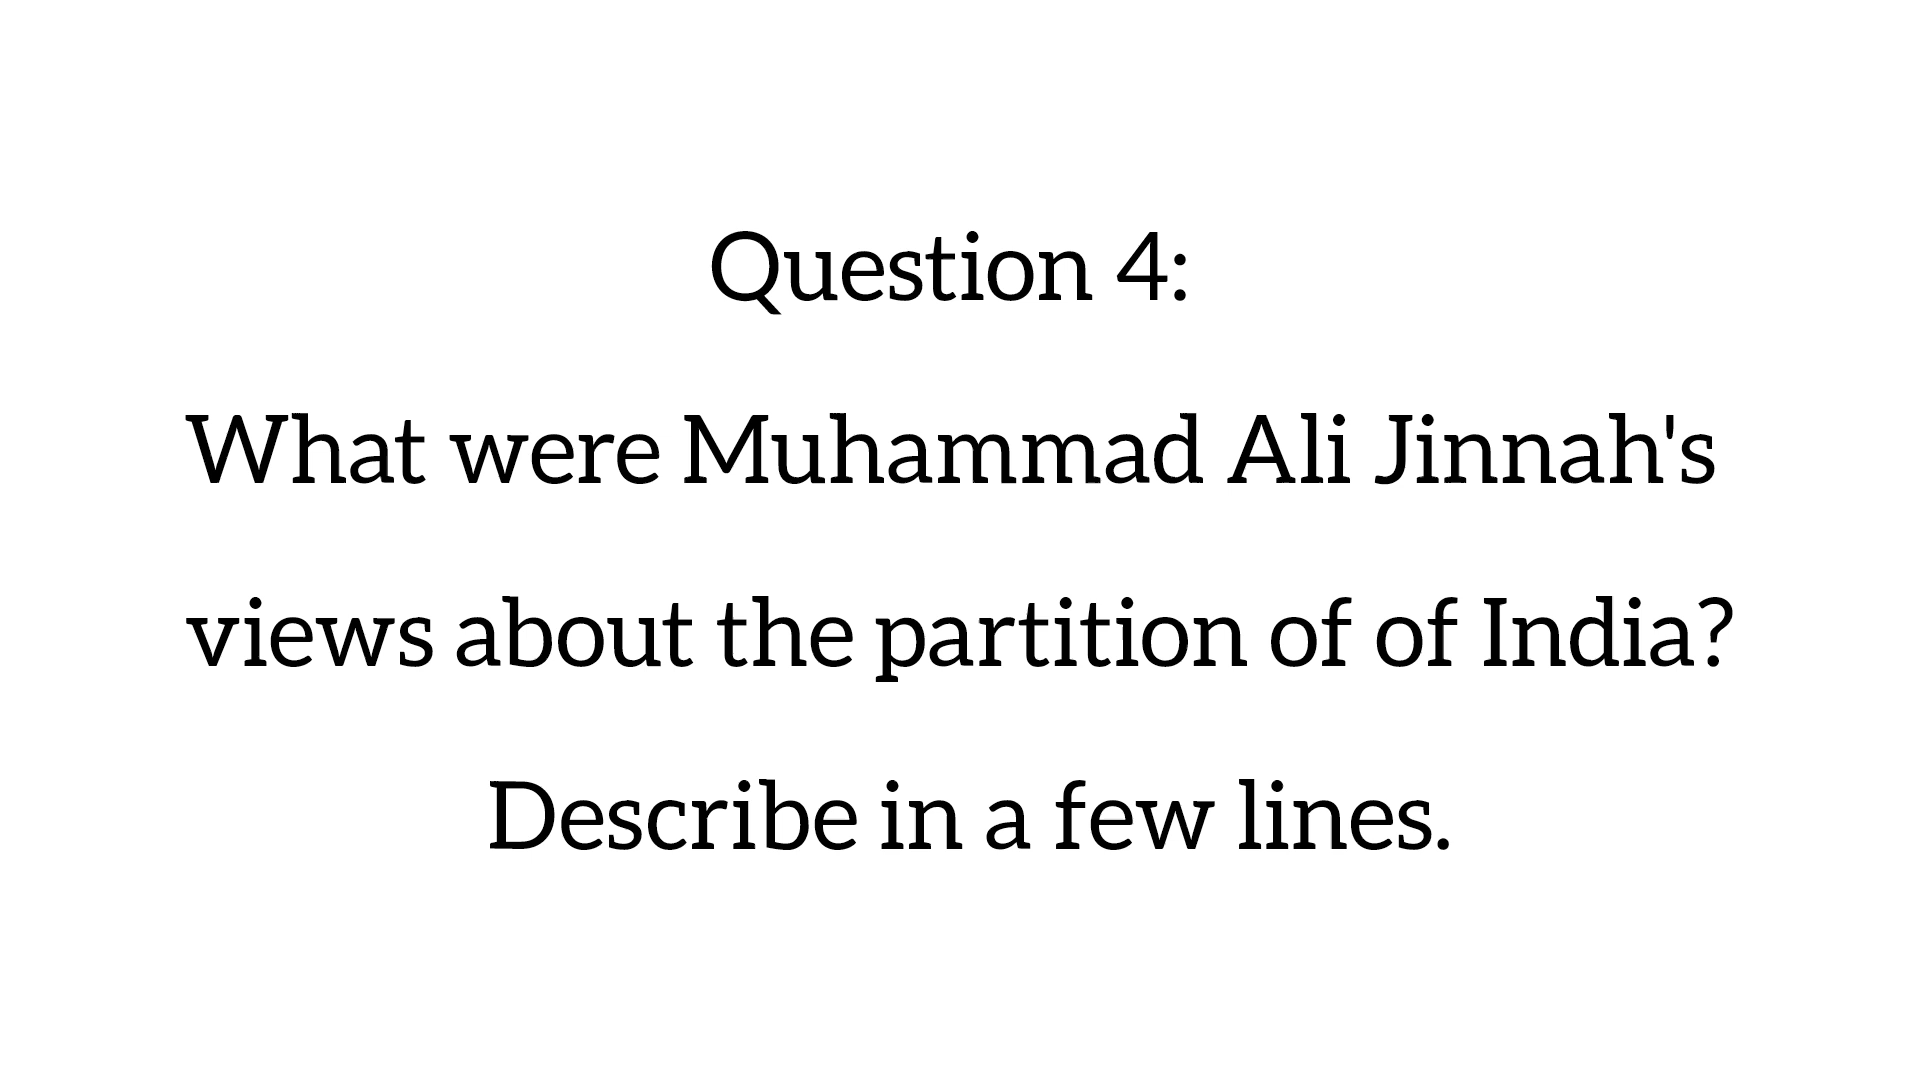 Question 4:
What were Muhammad Ali Jinnah's
views about the partition of of India?
Describe in a few lines.